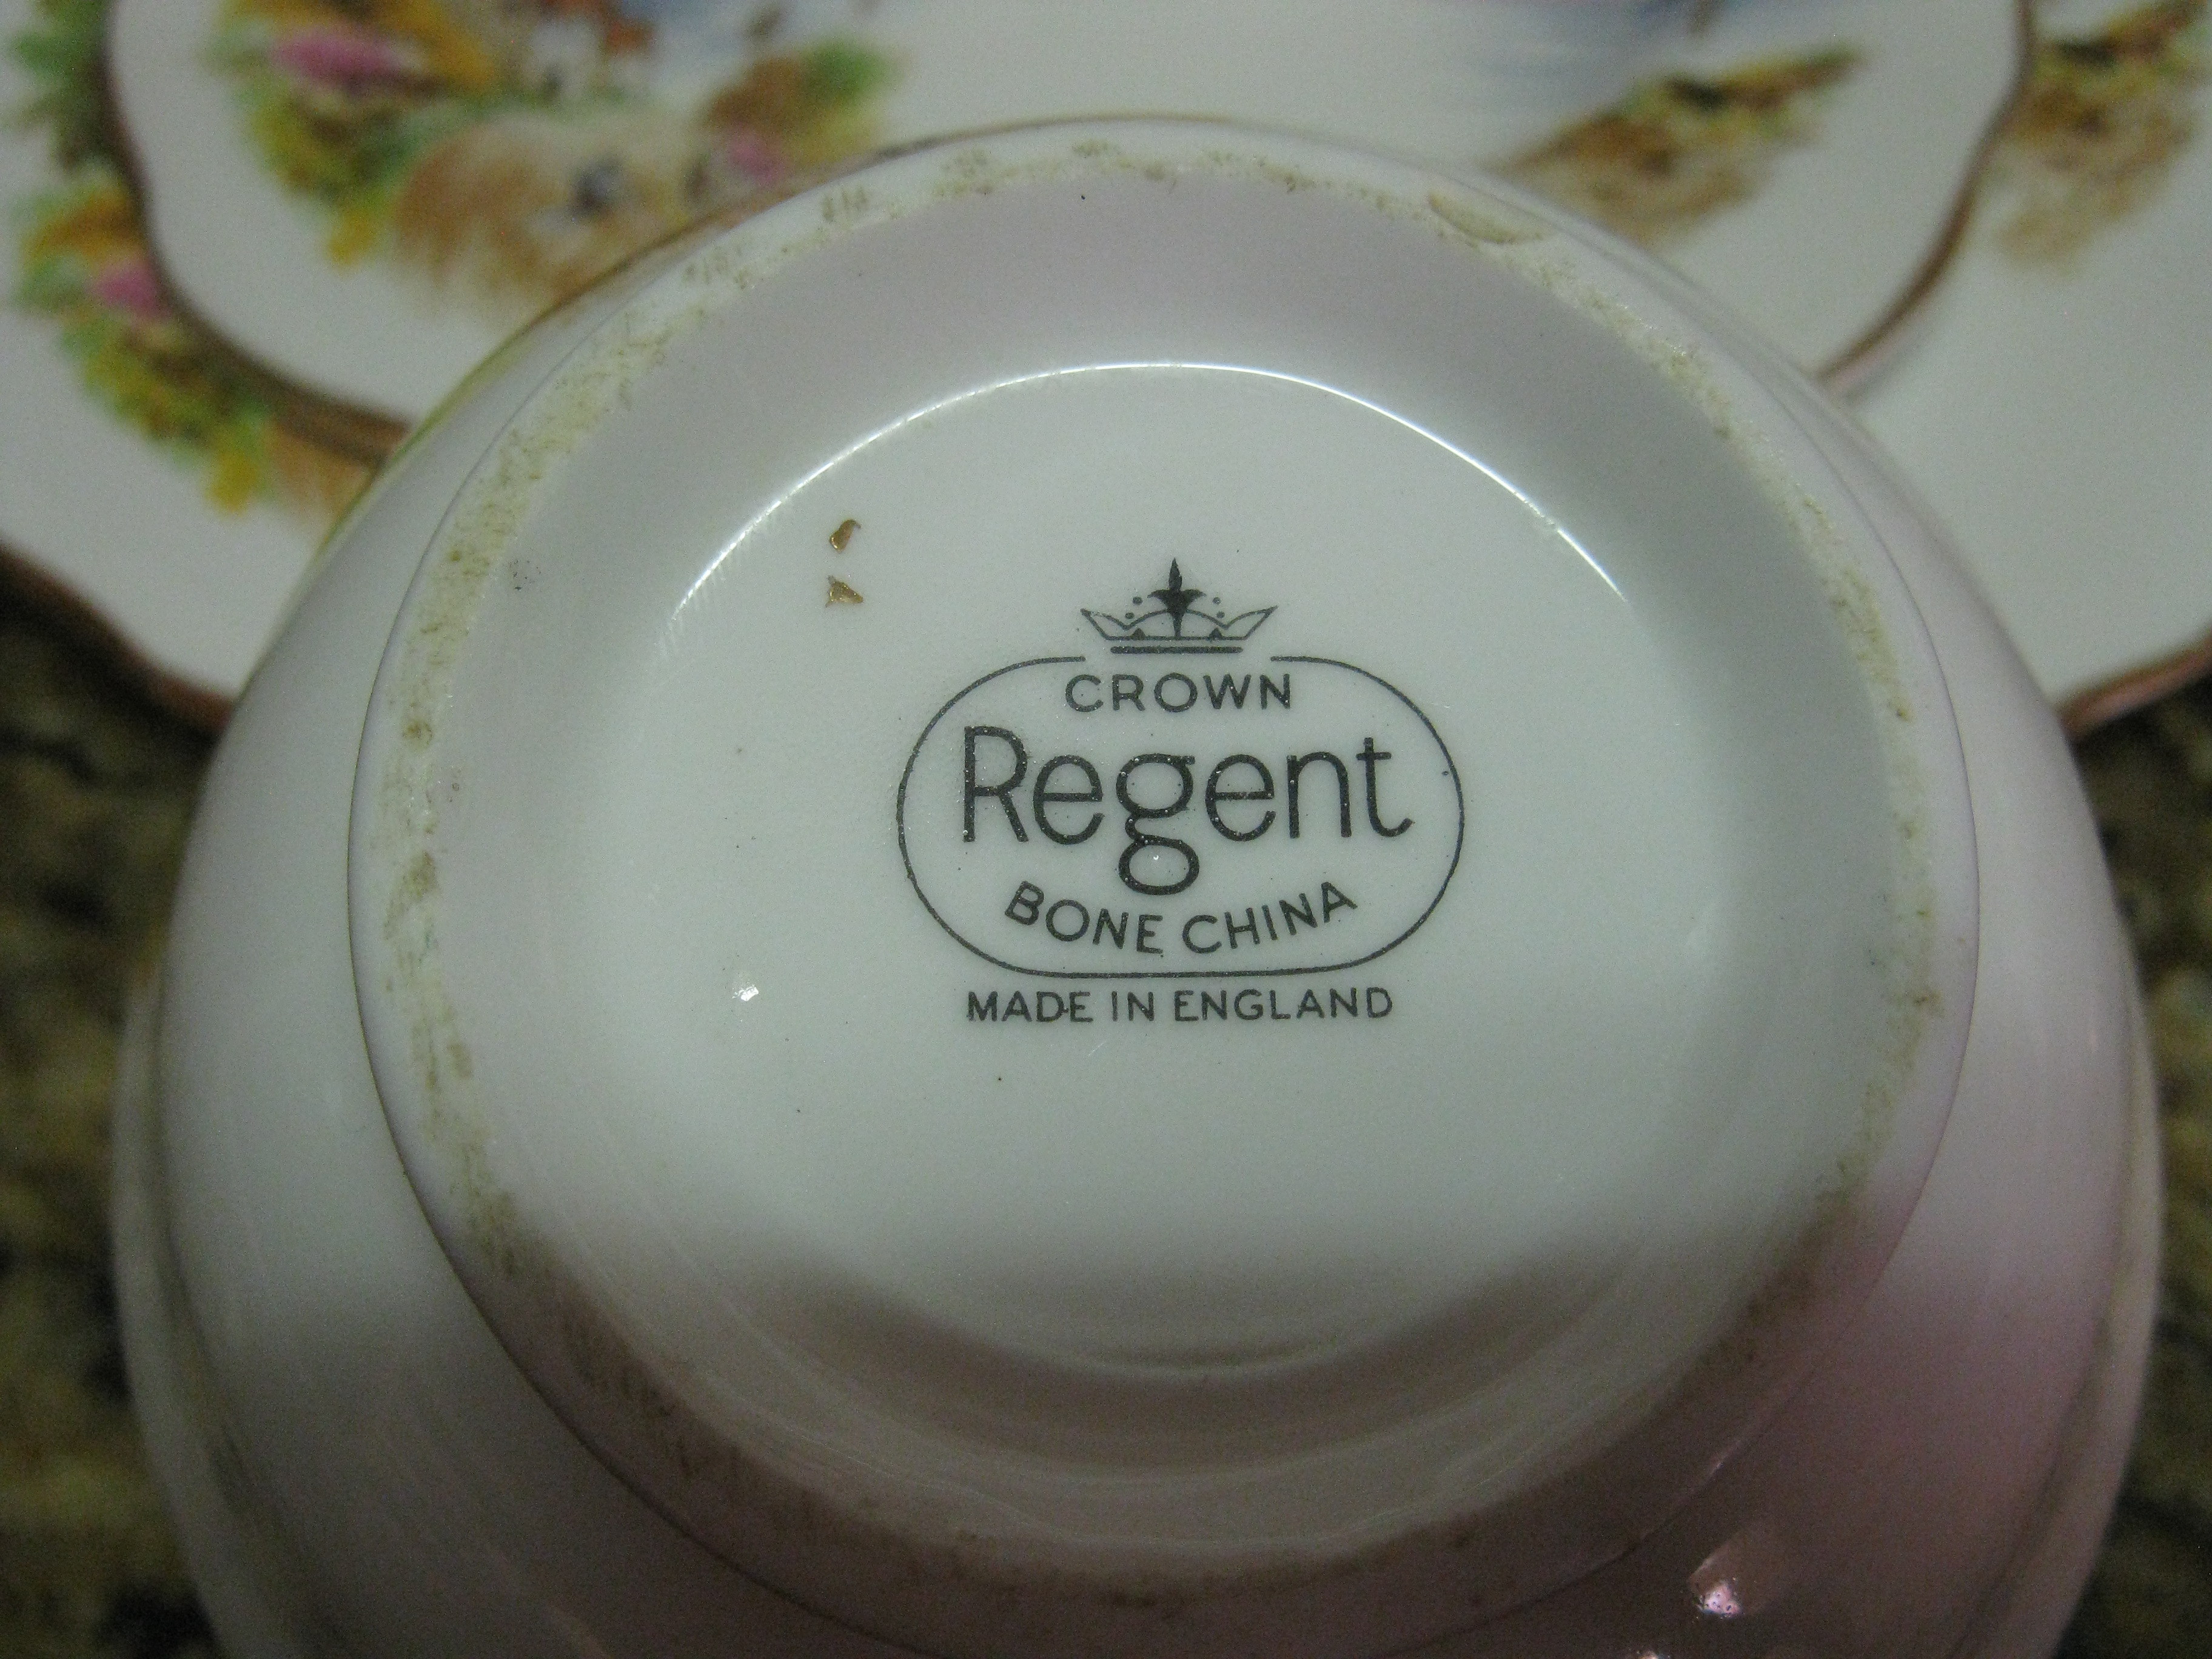 CROWN
Regent
BONE CHINA
MADE IN ENGLAND